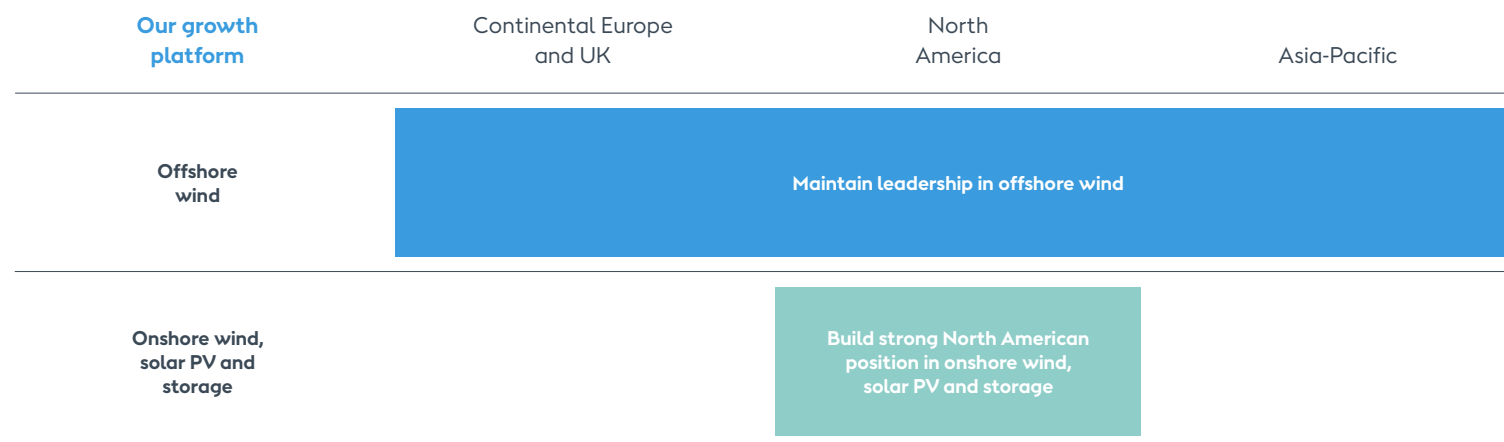 Our growth
platform
Continental Europe
and UK
North
America
Asia-Pacific
Offshore
wind
Maintain leadership in offshore wind
Onshore wind,
solar PV and
storage
Build strong North American
position in onshore wind,
solar PV and storage